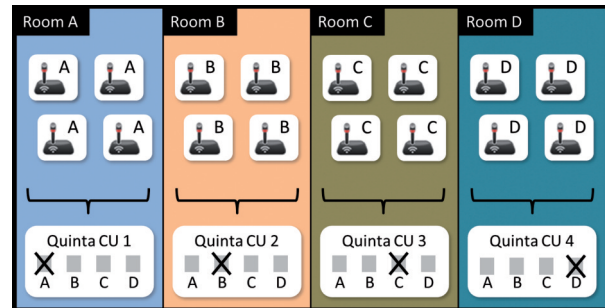 Room A
Room B
Room C
Room D
A A
B B
C C
D D
A A
B B
C C
D D
Quinta CU 1
Quinta CU 2
Quinta CU 3
Quinta CU 4
A B C D
A B C D
A B C D
A B C D